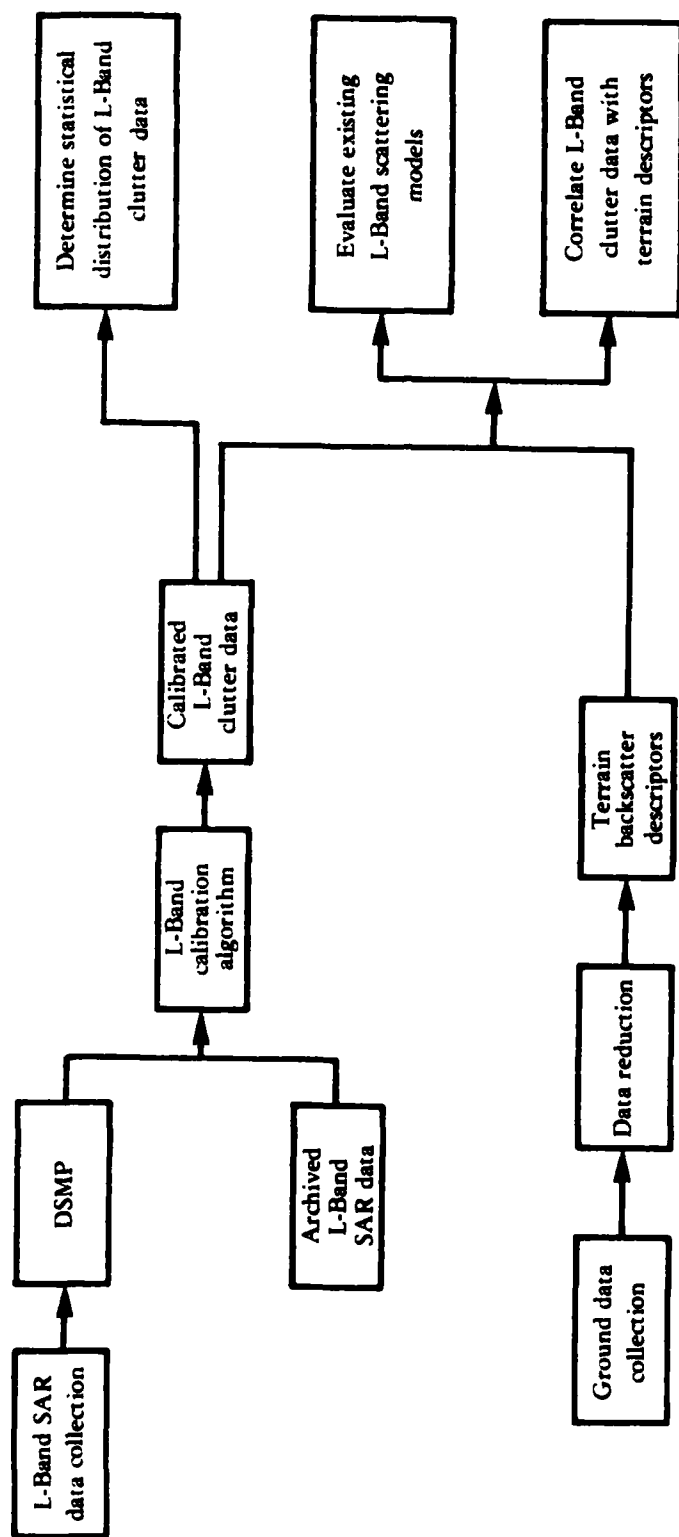 L-Band SAR
data collection
DSMP
Archived
L-Band
SAR data
L-Band
calibration
algorithm
Calibrated
L-Band
clutter data
Determine statistical
distribution of L-Band
clutter data
Evaluate existing
L-Band scattering
models
Correlate L-Band
clutter data with
terrain descriptors
Ground data
collection
Data reduction
Terrain
backscatter
descriptors